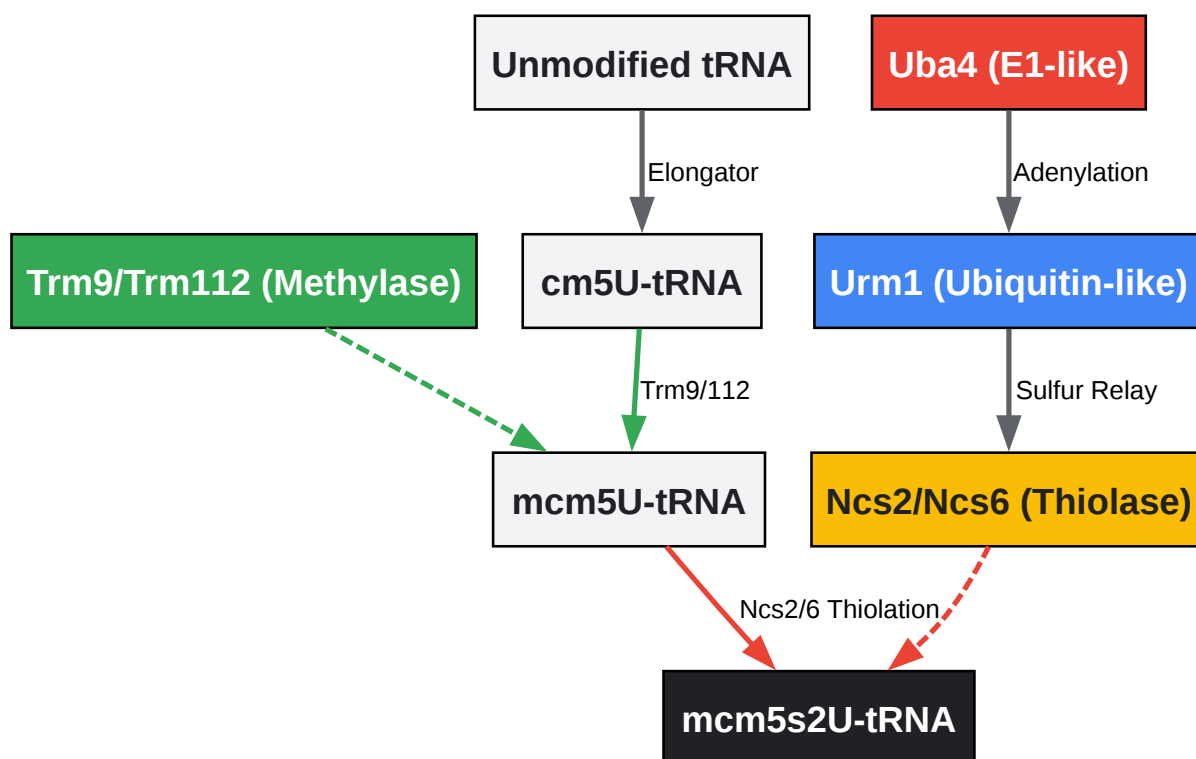 Unmodified tRNA
Uba4 (E1-like)
Elongator
Adenylation
Trm9/Trm112 (Methylase)
cm5U-tRNA
Urm1 (Ubiquitin-like)
Trm9/112
Sulfur Relay
mcm5U-tRNA
Ncs2/Ncs6 (Thiolase)
Ncs2/6 Thiolation
mcm5s2U-tRNA